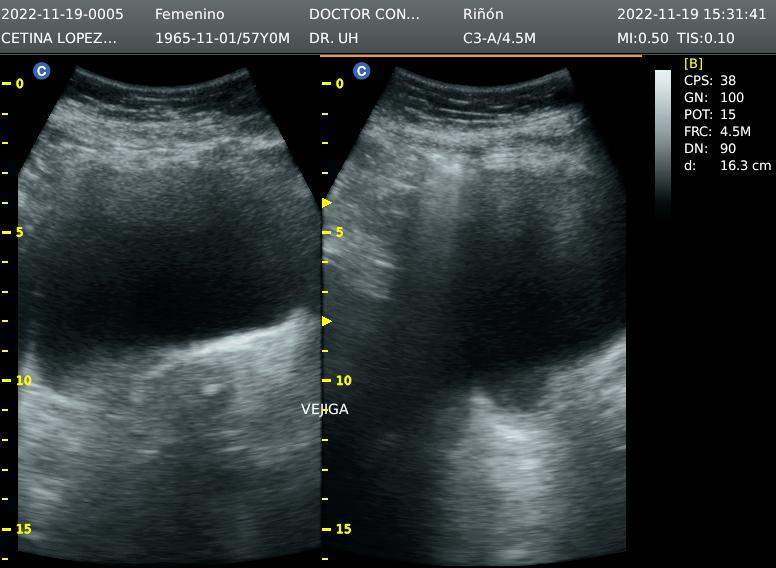 2022-11-19-0005 Femenino DOCTOR CON... Riñón 2022-11-19 15:31:41
CETINA LOPEZ... 1965-11-01/57Y0M DR. UH C3-A/4.5M MI:0.50 TIS:0.10
C C [B]
0 0 CPS: 38
GN: 100
POT: 15
FRC: 4.5M
DN: 90
d: 16.3 cm
5 5
10 10
VEJIGA
15 15